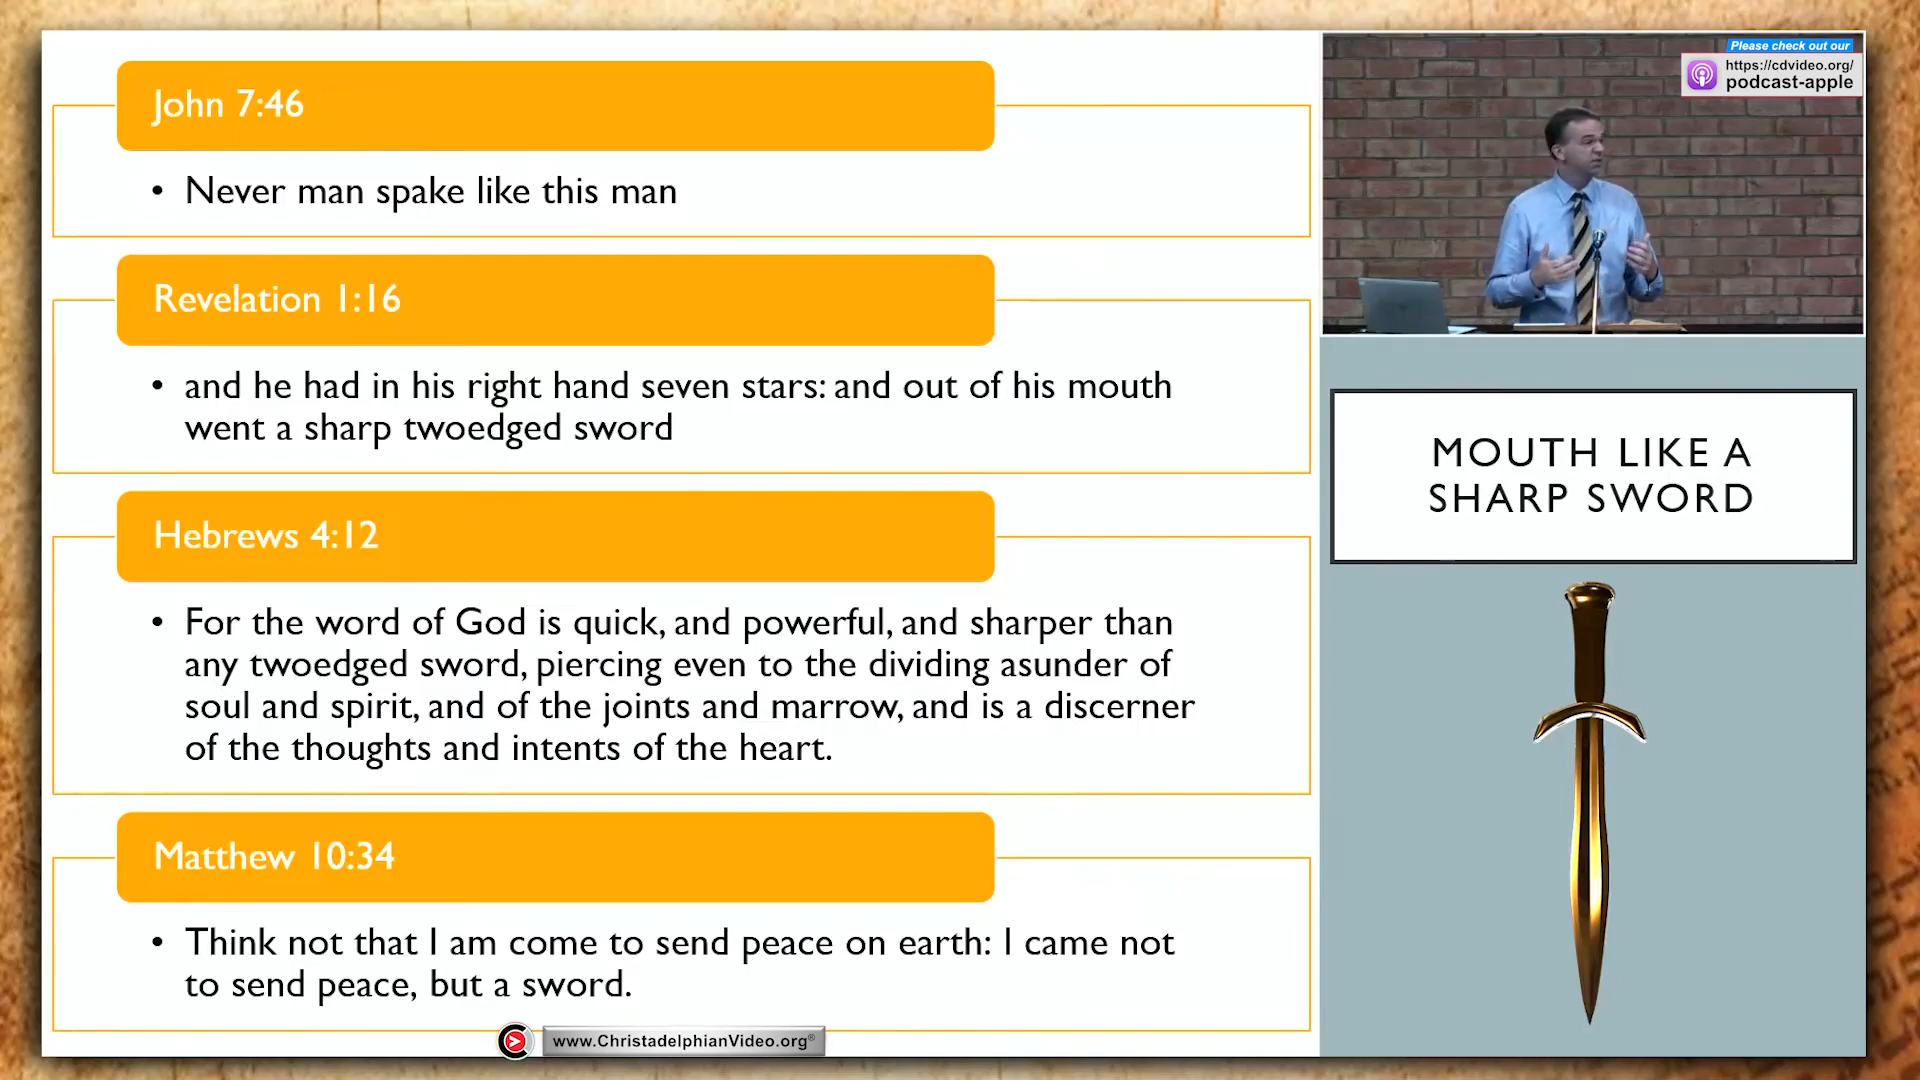 John 7:46
• Never man spake like this man
Revelation 1:16
• and he had in his right hand seven stars: and out of his mouth
went a sharp twoedged sword
Hebrews 4:12
• For the word of God is quick, and powerful, and sharper than
any twoedged sword, piercing even to the dividing asunder of
soul and spirit, and of the joints and marrow, and is a discerner
of the thoughts and intents of the heart.
Matthew 10:34
• Think not that I am come to send peace on earth: I came not
to send peace, but a sword.
www.ChristadelphianVideo.org®
Please check out our
https://cdvideo.org/
podcast-apple
MOUTH LIKE A
SHARP SWORD